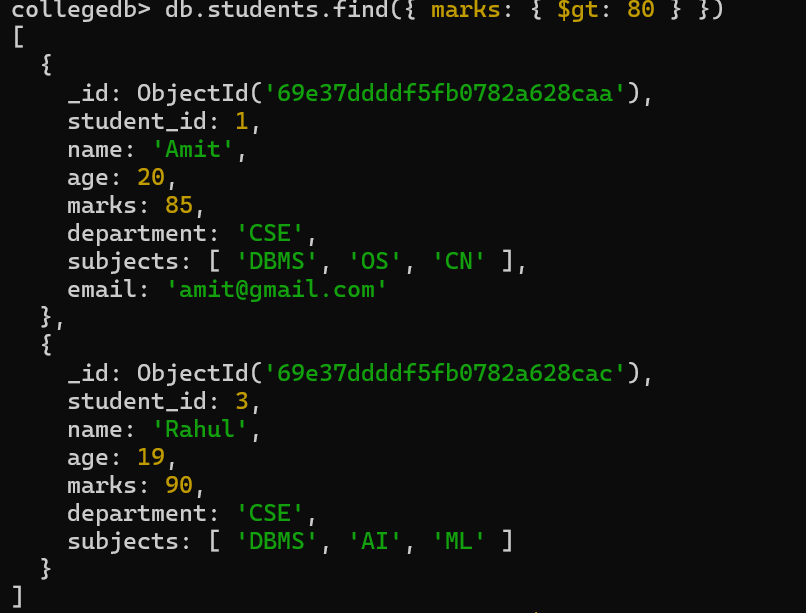 collegedb> db.students.find({ marks: { $gt: 80 } })
[
  {
    _id: ObjectId('69e37ddddf5fb0782a628caa'),
    student_id: 1,
    name: 'Amit',
    age: 20,
    marks: 85,
    department: 'CSE',
    subjects: [ 'DBMS', 'OS', 'CN' ],
    email: 'amit@gmail.com'
  },
  {
    _id: ObjectId('69e37ddddf5fb0782a628cac'),
    student_id: 3,
    name: 'Rahul',
    age: 19,
    marks: 90,
    department: 'CSE',
    subjects: [ 'DBMS', 'AI', 'ML' ]
  }
]